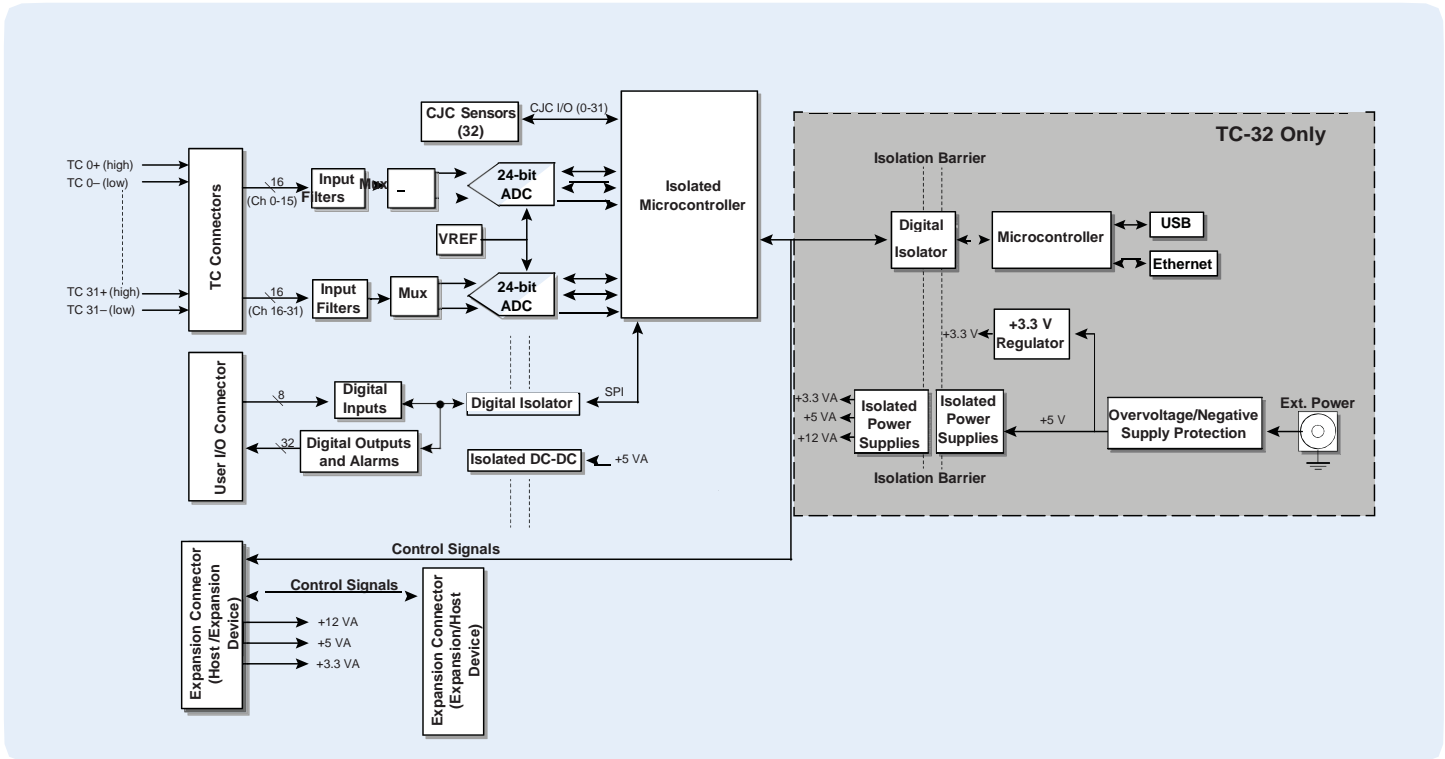 TC-32 Only
CJC Sensors
(32)
CJC I/O (0-31)
Isolated
Microcontroller
TC 0+ (high)
TC 0– (low)
TC 31+ (high)
TC 31– (low)
TC Connectors
16
(Ch 0-15)
Input
Filters
Mux
–
24-bit
ADC
VREF
16
(Ch 16-31)
Input
Filters
Mux
24-bit
ADC
Isolation Barrier
Digital
Isolator
Microcontroller
USB
Ethernet
+3.3 V
+3.3 V
Regulator
+3.3 VA
+5 VA
+12 VA
Isolated
Power
Supplies
Isolated
Power
Supplies
+5 V
Overvoltage/Negative
Supply Protection
Ext. Power
Isolation Barrier
User I/O Connector
8
Digital
Inputs
32
Digital Outputs
and Alarms
Digital Isolator
SPI
Isolated DC-DC
+5 VA
Control Signals
Expansion Connector
(Host /Expansion
Device)
Control Signals
+12 VA
+5 VA
+3.3 VA
Expansion Connector
(Expansion/Host
Device)